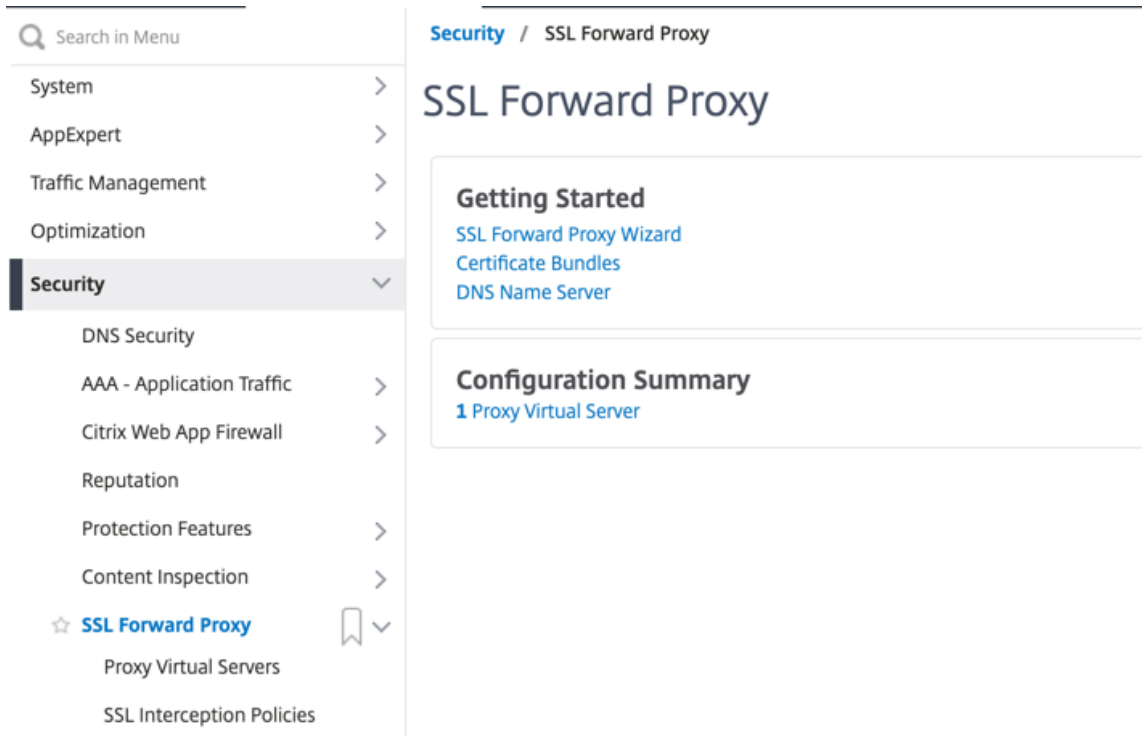 Search in Menu
System
AppExpert
Traffic Management
Optimization
Security
DNS Security
AAA - Application Traffic
Citrix Web App Firewall
Reputation
Protection Features
Content Inspection
SSL Forward Proxy
Proxy Virtual Servers
SSL Interception Policies
Security / SSL Forward Proxy
SSL Forward Proxy
Getting Started
SSL Forward Proxy Wizard
Certificate Bundles
DNS Name Server
Configuration Summary
1 Proxy Virtual Server